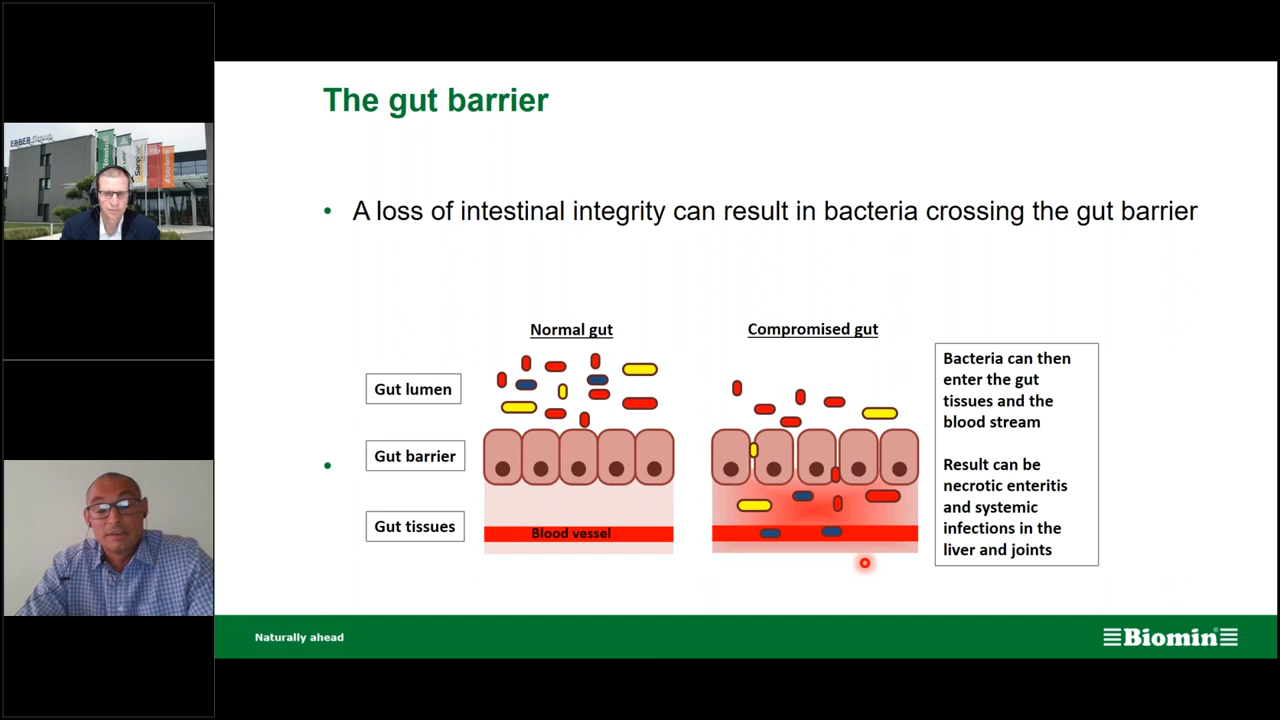 ERBER
Biomin
The gut barrier
• A loss of intestinal integrity can result in bacteria crossing the gut barrier
Normal gut
Compromised gut
Gut lumen
Gut barrier
Gut tissues
Blood vessel
Bacteria can then
enter the gut
tissues and the
blood stream
Result can be
necrotic enteritis
and systemic
infections in the
liver and joints
Naturally ahead
Biomin®